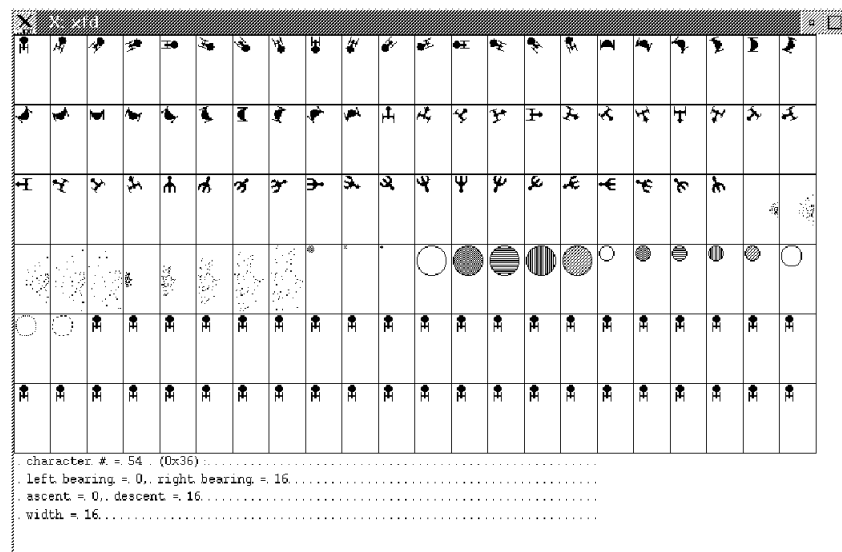 X: xfd
character # = 54 (0x36):
left bearing = 0, right bearing = 16
ascent = 0, descent = 16
width = 16